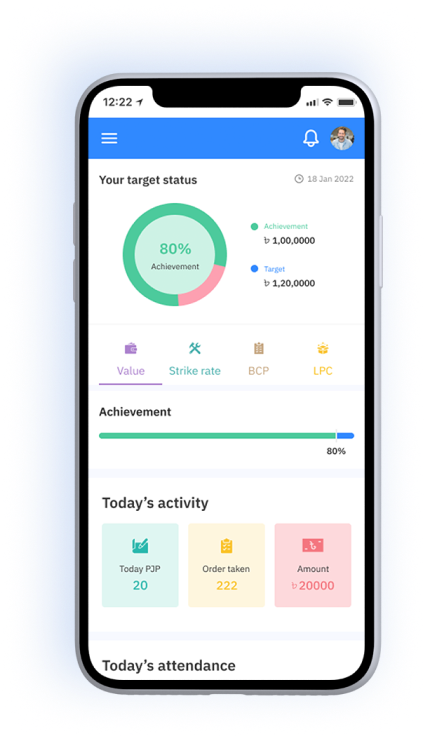 12:22
Your target status
18 Jan 2022
80%
Achievement
Achievement
৳ 1,00,0000
Target
৳ 1,20,0000
Value
Strike rate
BCP
LPC
Achievement
80%
Today's activity
Today PJP
20
Order taken
222
Amount
৳ 20000
Today's attendance